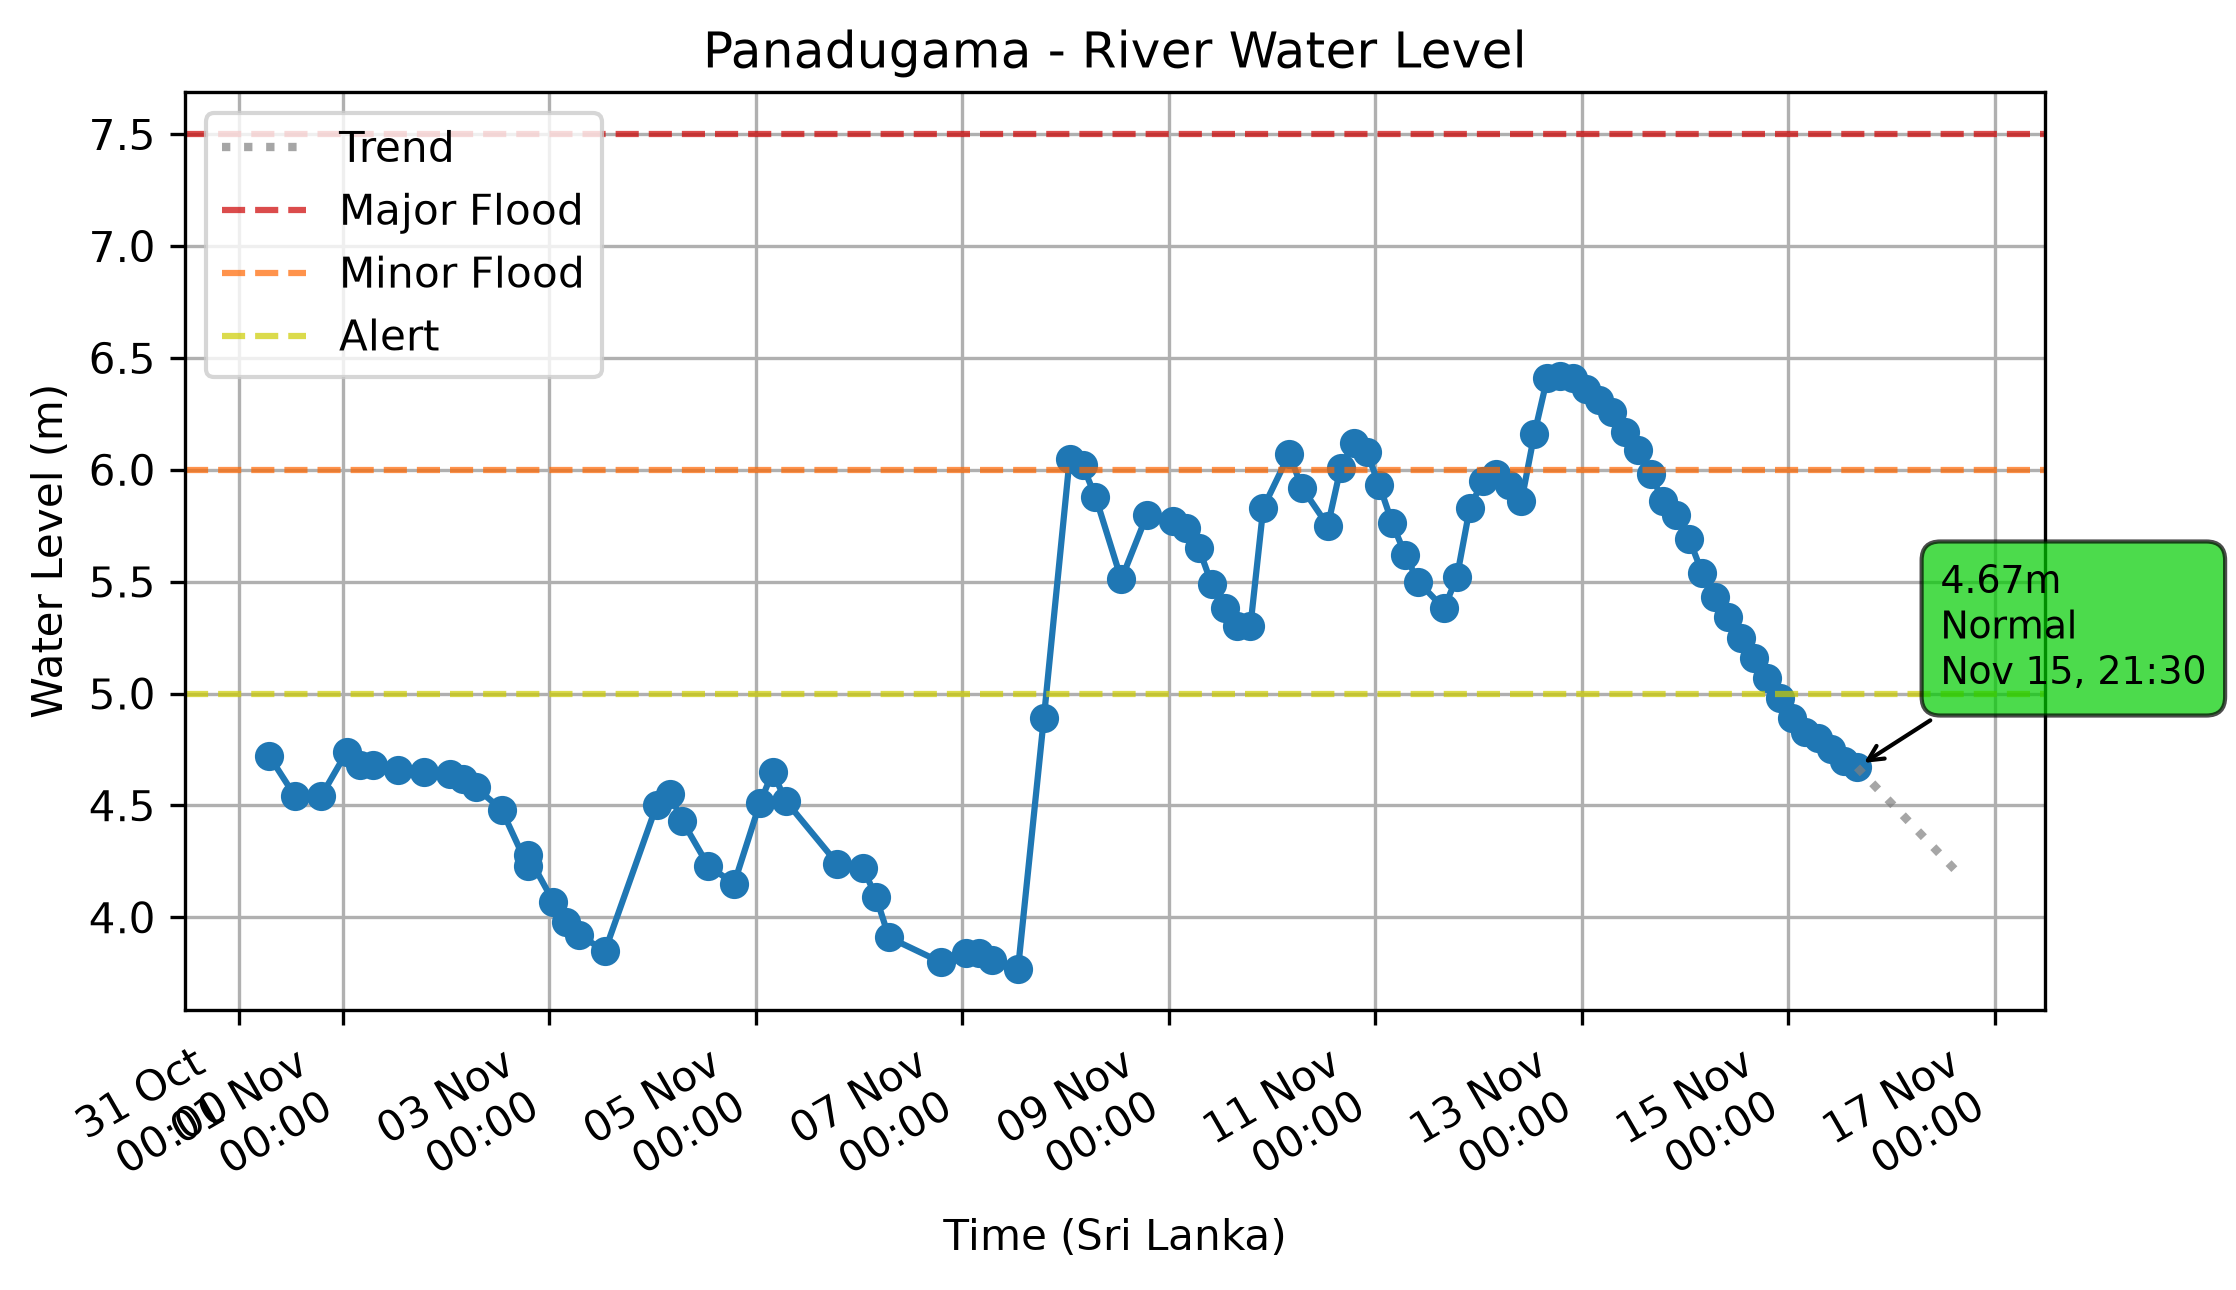 Panadugama - River Water Level
Trend
Major Flood
Minor Flood
Alert
Water Level (m)
7.5
7.0
6.5
6.0
5.5
5.0
4.5
4.0
4.67m
Normal
Nov 15, 21:30
31 Oct
00:00
01 Nov
00:00
03 Nov
00:00
05 Nov
00:00
07 Nov
00:00
09 Nov
00:00
11 Nov
00:00
13 Nov
00:00
15 Nov
00:00
17 Nov
00:00
Time (Sri Lanka)